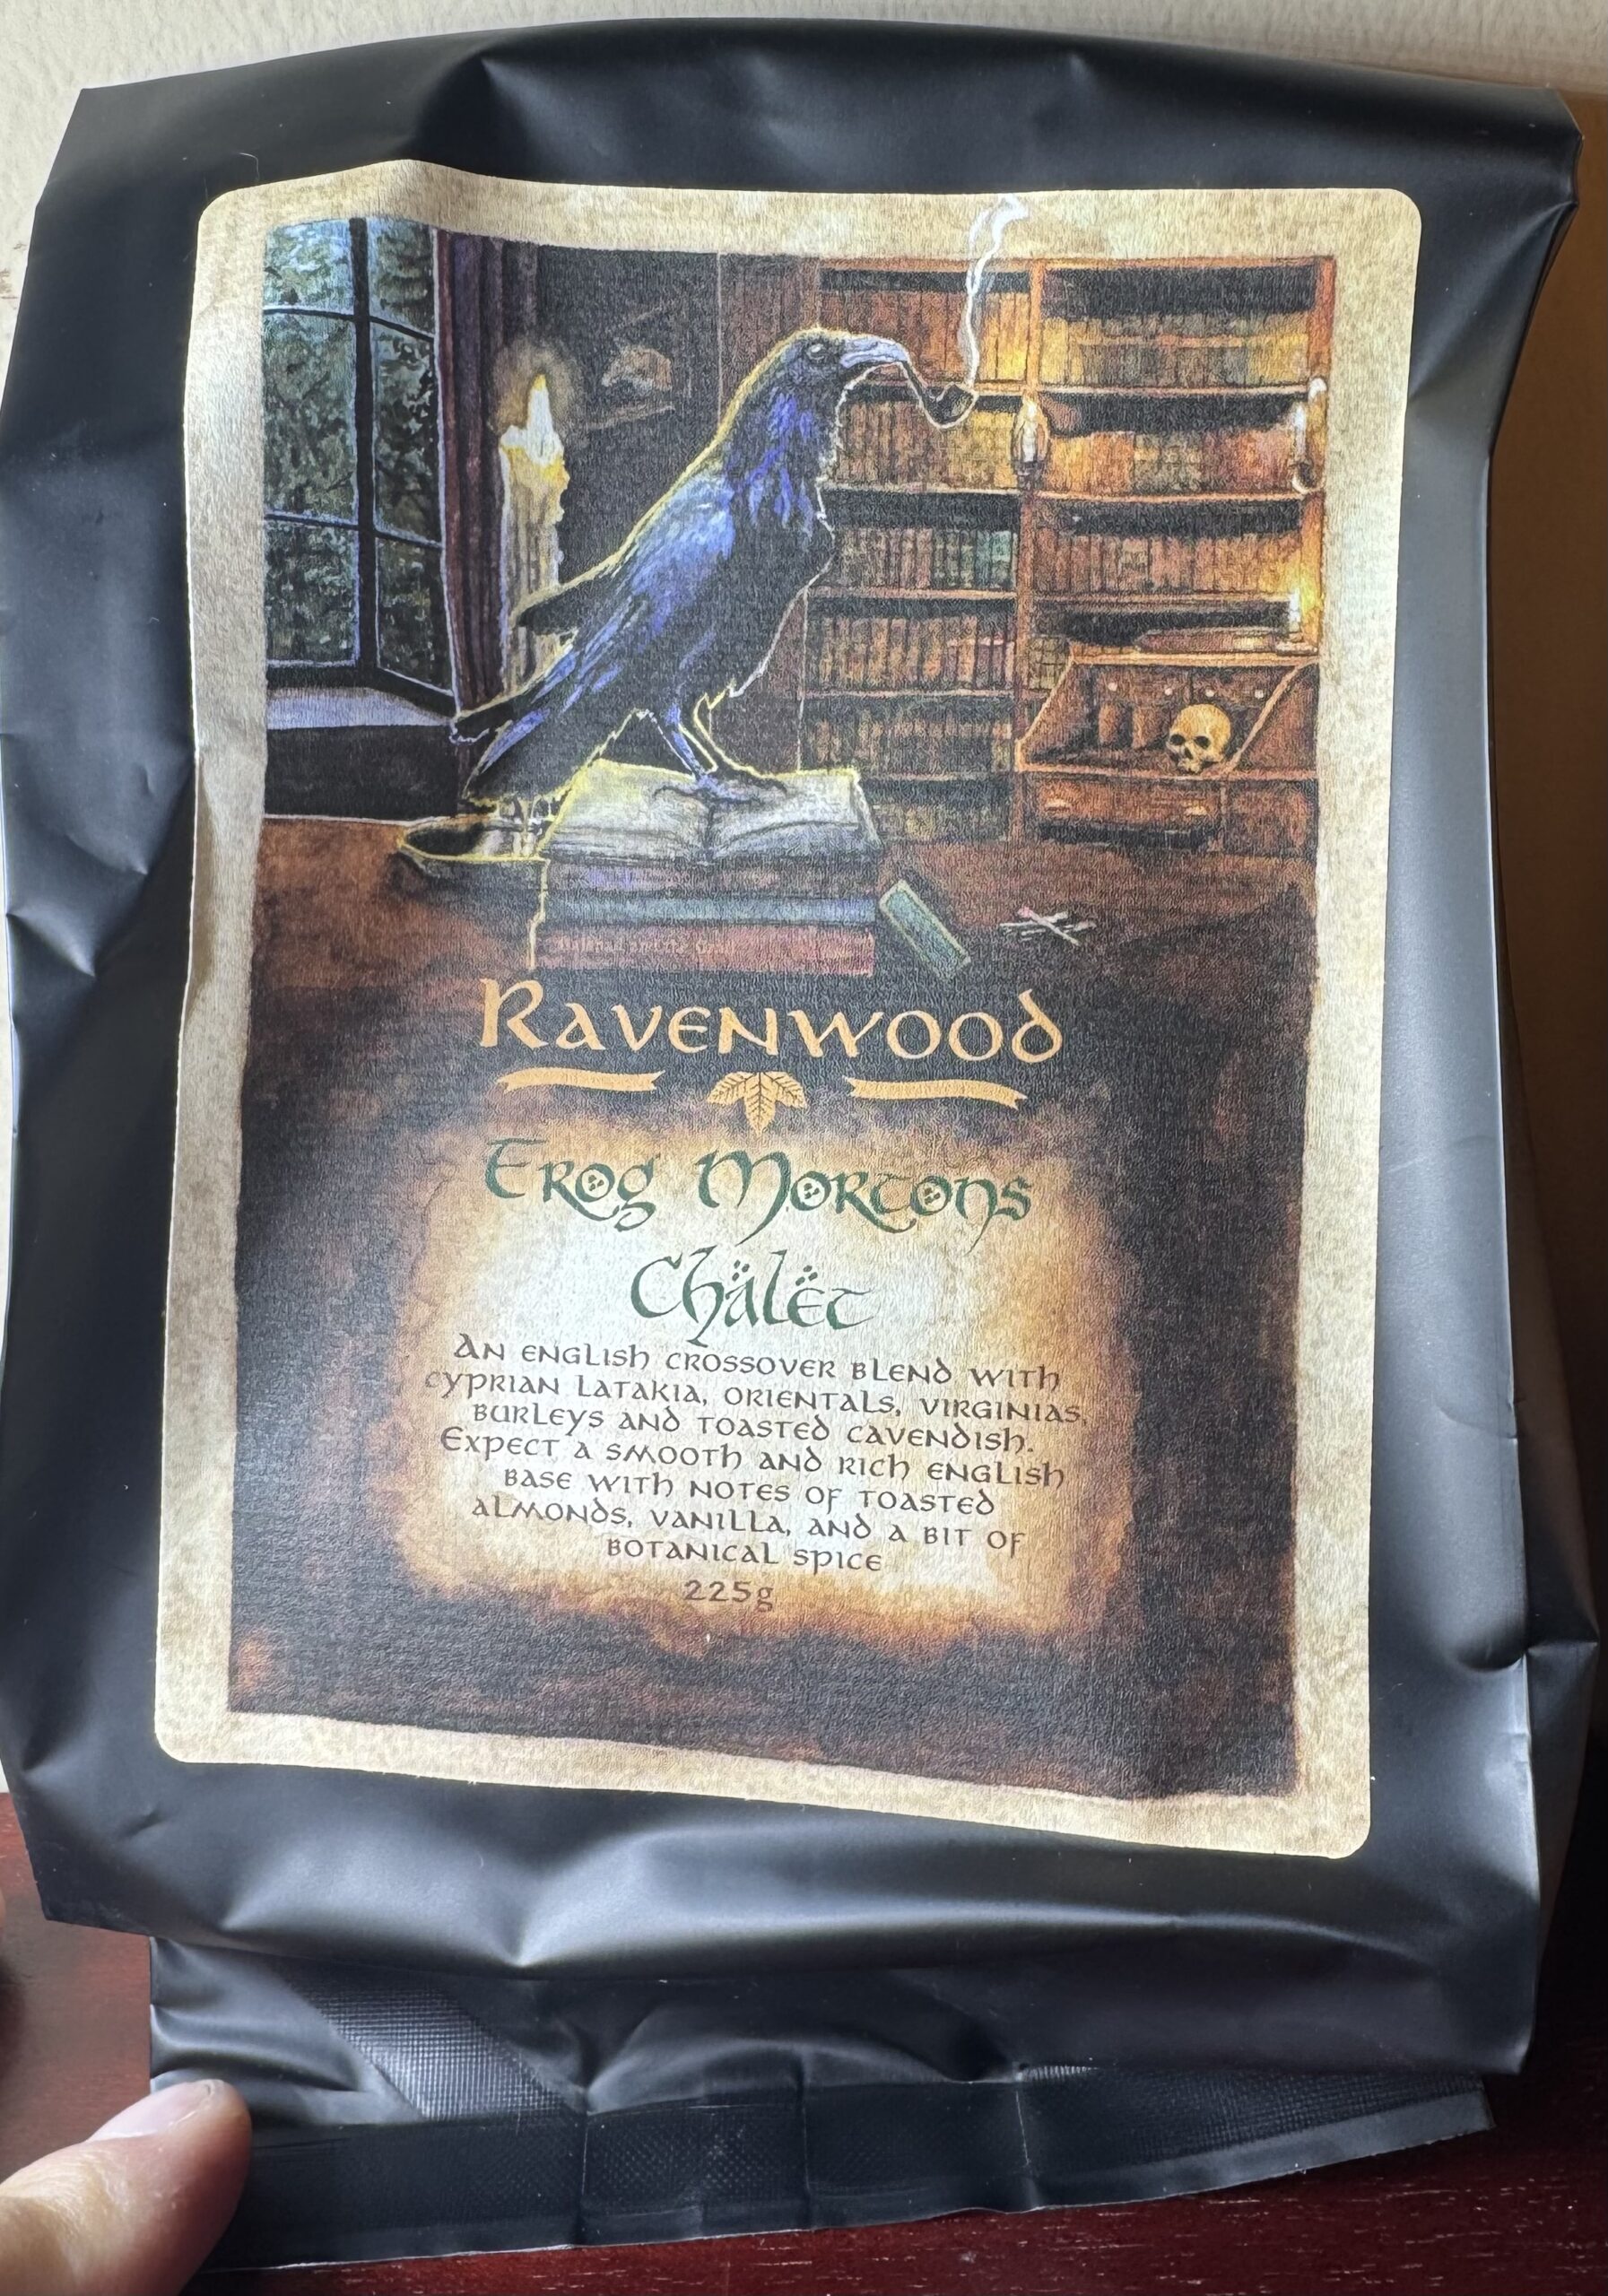 Ravenwood
Frog Mortons
Chälët
An english crossover blend with
cyprian latakia, orientals, virginias,
burleys and toasted cavendish.
Expect a smooth and rich english
base with notes of toasted
almonds, vanilla, and a bit of
botanical spice
225g